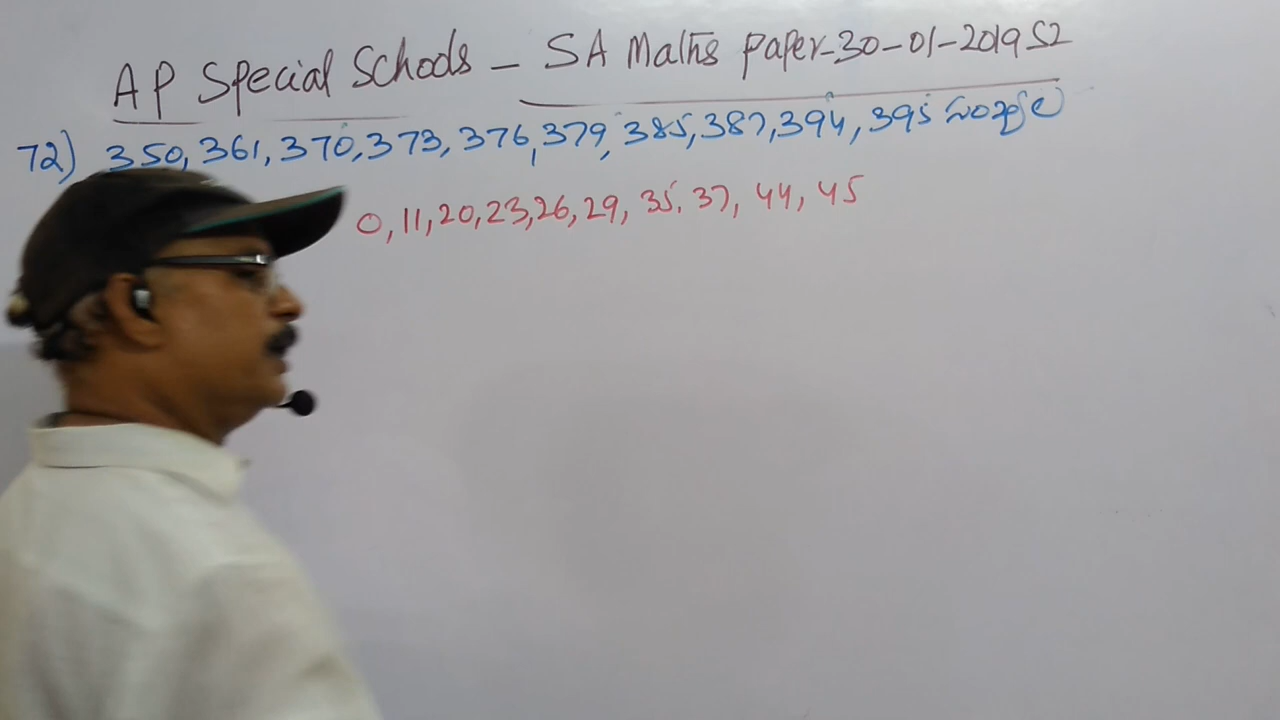 AP Special Schools - SA Maths paper-30-01-2019 S2
72) 350, 361, 370, 373, 376, 379, 385, 387, 394, 395 సంఖ్యల
0, 11, 20, 23, 26, 29, 35, 37, 44, 45